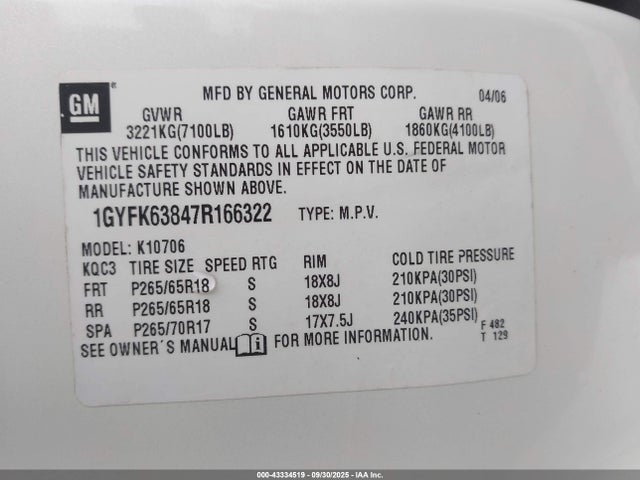 GM
®
MFD BY GENERAL MOTORS CORP. 04/06
GVWR GAWR FRT GAWR RR
3221KG(7100LB) 1610KG(3550LB) 1860KG(4100LB)
THIS VEHICLE CONFORMS TO ALL APPLICABLE U.S. FEDERAL MOTOR
VEHICLE SAFETY STANDARDS IN EFFECT ON THE DATE OF
MANUFACTURE SHOWN ABOVE.
1GYFK63847R166322 TYPE: M.P.V.
MODEL: K10706
KQC3 TIRE SIZE SPEED RTG RIM COLD TIRE PRESSURE
FRT P265/65R18 S 18X8J 210KPA(30PSI)
RR P265/65R18 S 18X8J 210KPA(30PSI)
SPA P265/70R17 S 17X7.5J 240KPA(35PSI)
SEE OWNER´S MANUAL i FOR MORE INFORMATION.
F 482
T 129
000-43334519 - 09/30/2025 - IAA Inc.